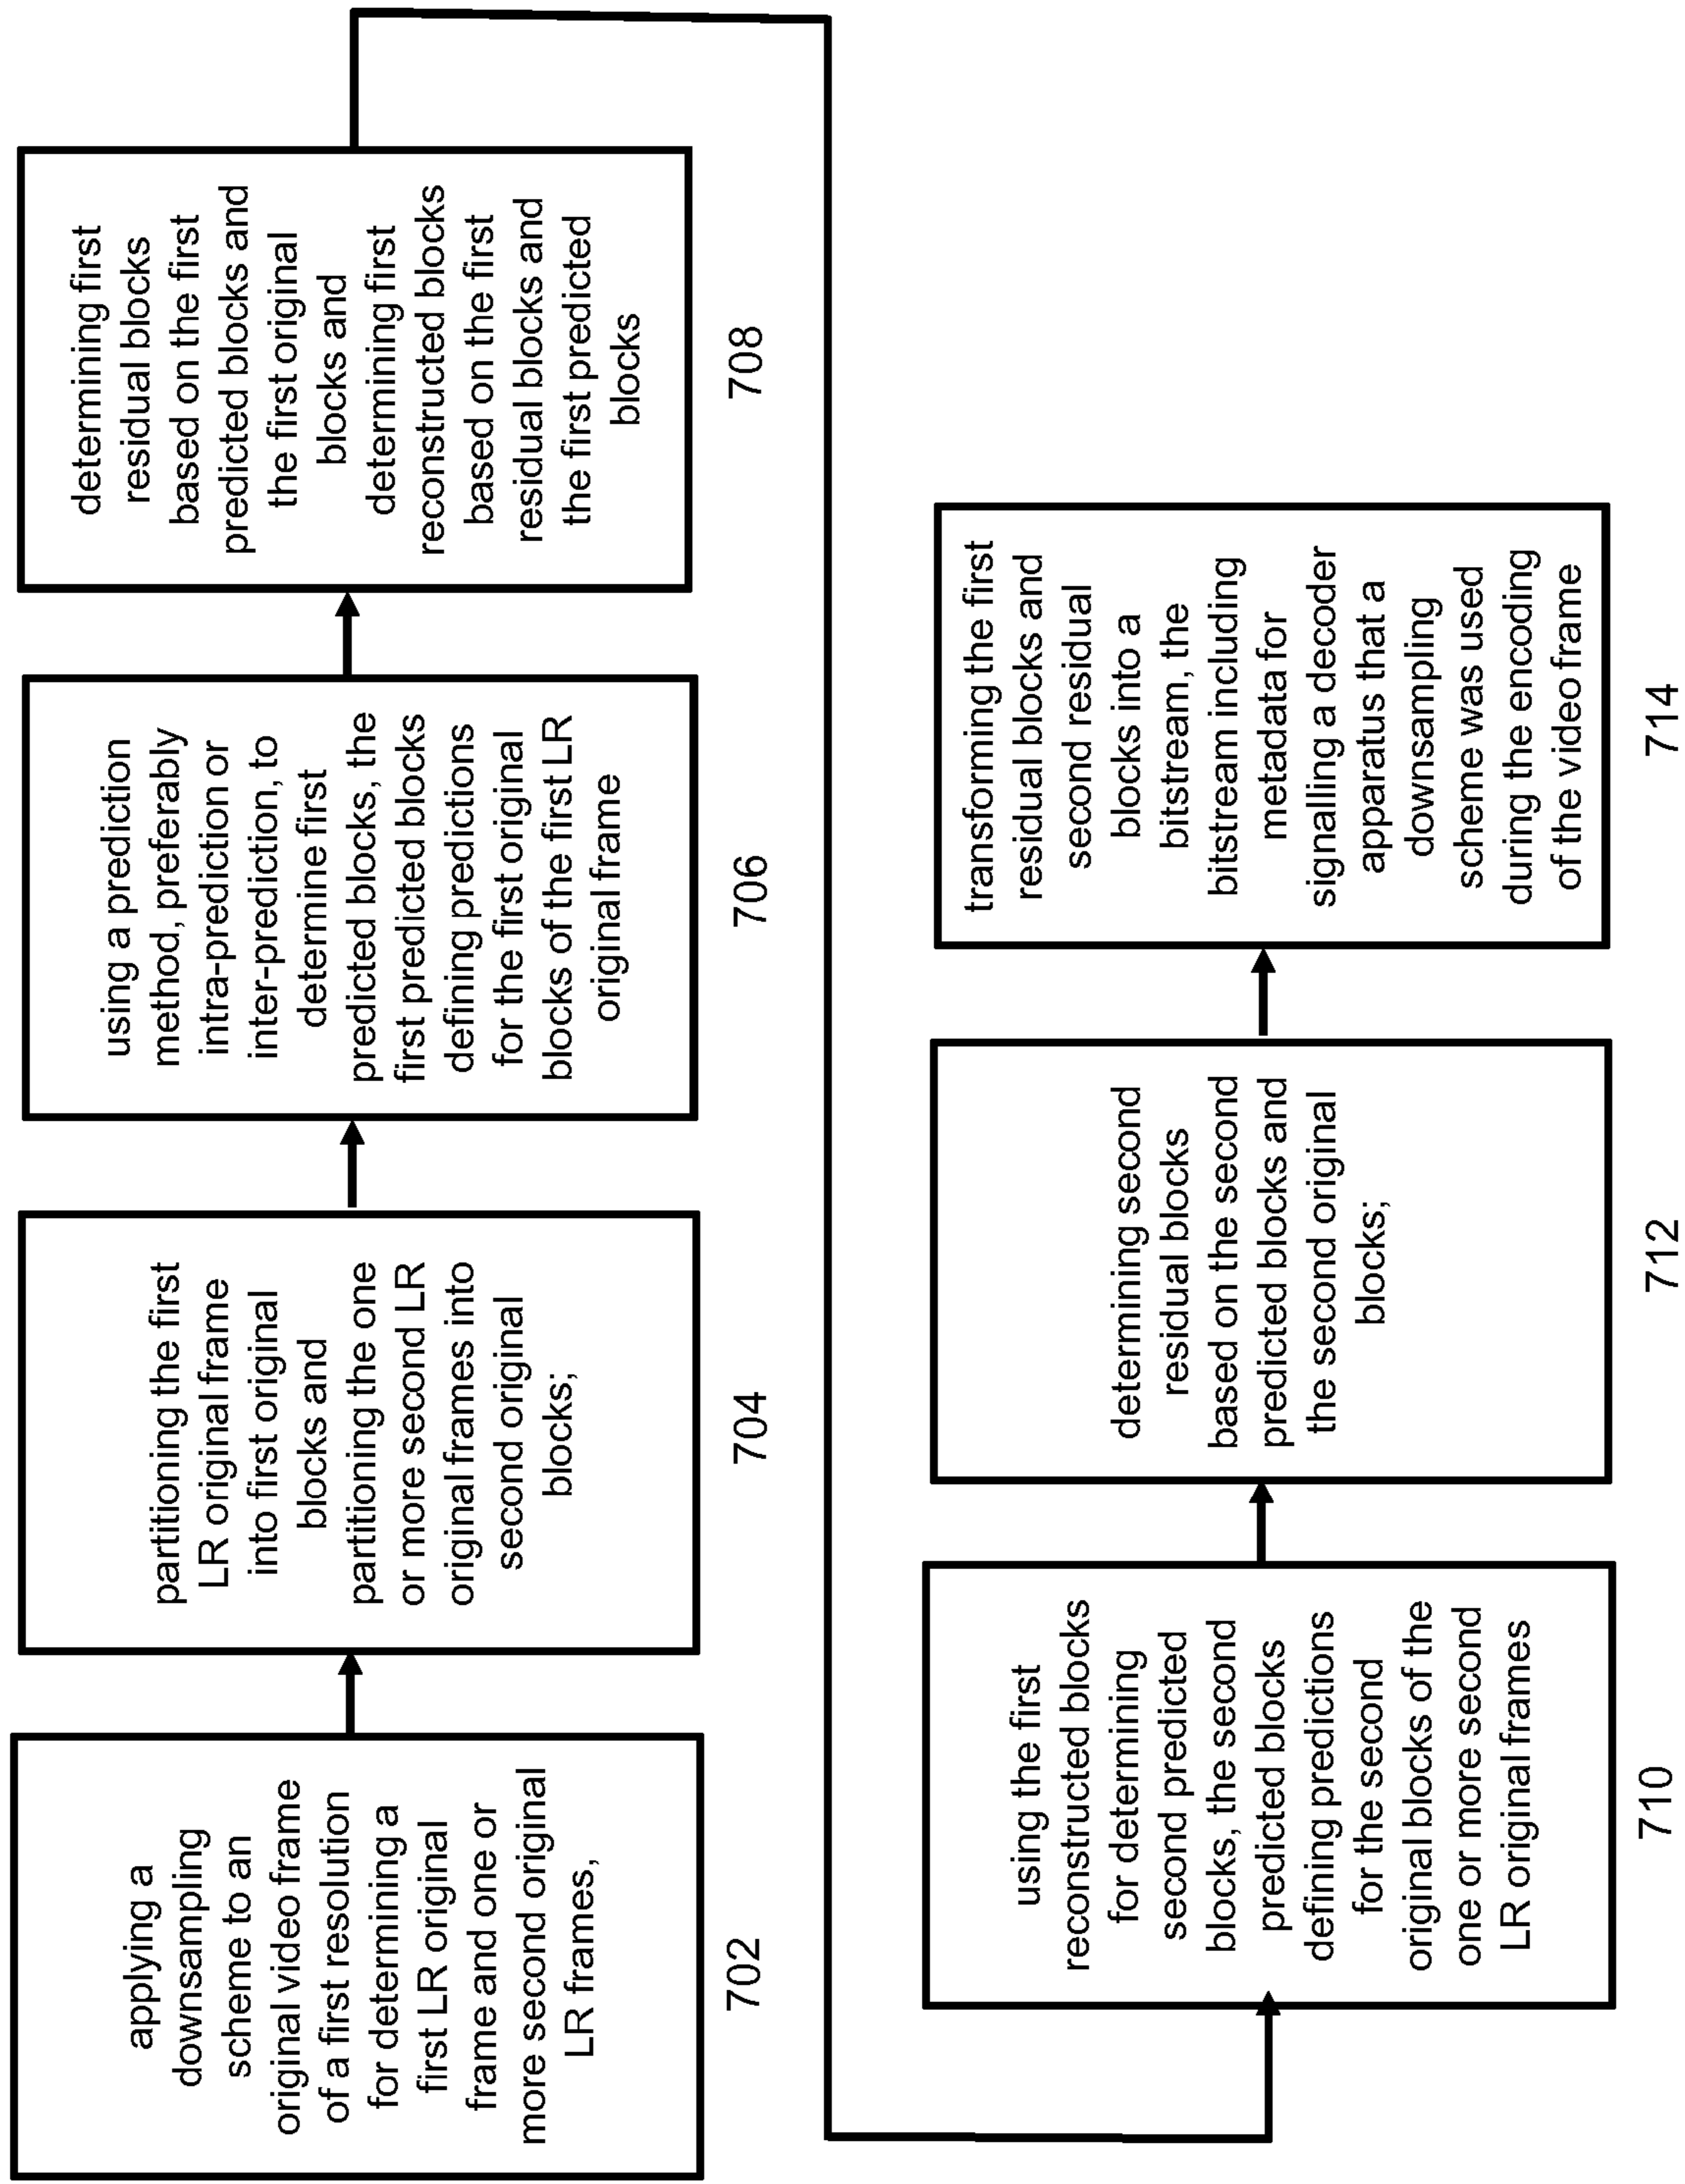 applying a
downsampling
scheme to an
original video frame
of a first resolution
for determining a
first LR original
frame and one or
more second original
LR frames,
702
partitioning the first
LR original frame
into first original
blocks and
partitioning the one
or more second LR
original frames into
second original
blocks;
704
using a prediction
method, preferably
intra-prediction or
inter-prediction, to
determine first
predicted blocks, the
first predicted blocks
defining predictions
for the first original
blocks of the first LR
original frame
706
determining first
residual blocks
based on the first
predicted blocks and
the first original
blocks and
determining first
reconstructed blocks
based on the first
residual blocks and
the first predicted
blocks
708
using the first
reconstructed blocks
for determining
second predicted
blocks, the second
predicted blocks
defining predictions
for the second
original blocks of the
one or more second
LR original frames
710
determining second
residual blocks
based on the second
predicted blocks and
the second original
blocks;
712
transforming the first
residual blocks and
second residual
blocks into a
bitstream, the
bitstream including
metadata for
signalling a decoder
apparatus that a
downsampling
scheme was used
during the encoding
of the video frame
714